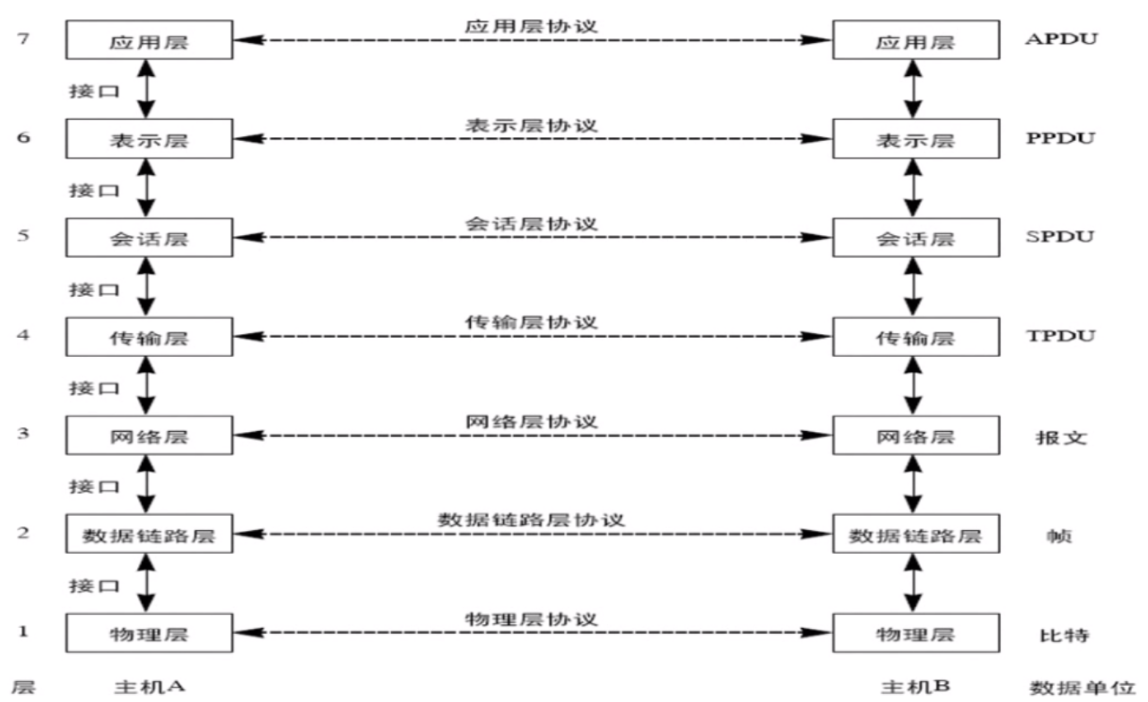 应用层协议
7 应用层 应用层 APDU
接口
表示层协议
6 表示层 表示层 PPDU
接口
会话层协议
5 会话层 会话层 SPDU
接口
传输层协议
4 传输层 传输层 TPDU
接口
网络层协议
3 网络层 网络层 报文
接口
数据链路层协议
2 数据链路层 数据链路层 帧
接口
物理层协议
1 物理层 物理层 比特
层 主机A 主机B 数据单位